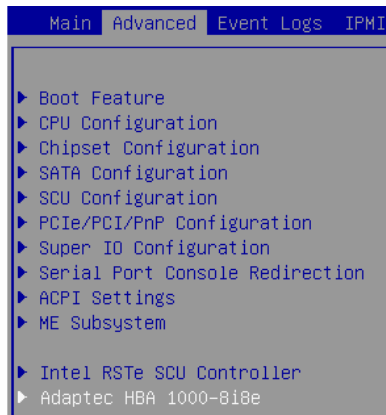 Main Advanced Event Logs IPMI
Boot Feature
CPU Configuration
Chipset Configuration
SATA Configuration
SCU Configuration
PCIe/PCI/PnP Configuration
Super IO Configuration
Serial Port Console Redirection
ACPI Settings
ME Subsystem
Intel RSTe SCU Controller
Adaptec HBA 1000-8i8e